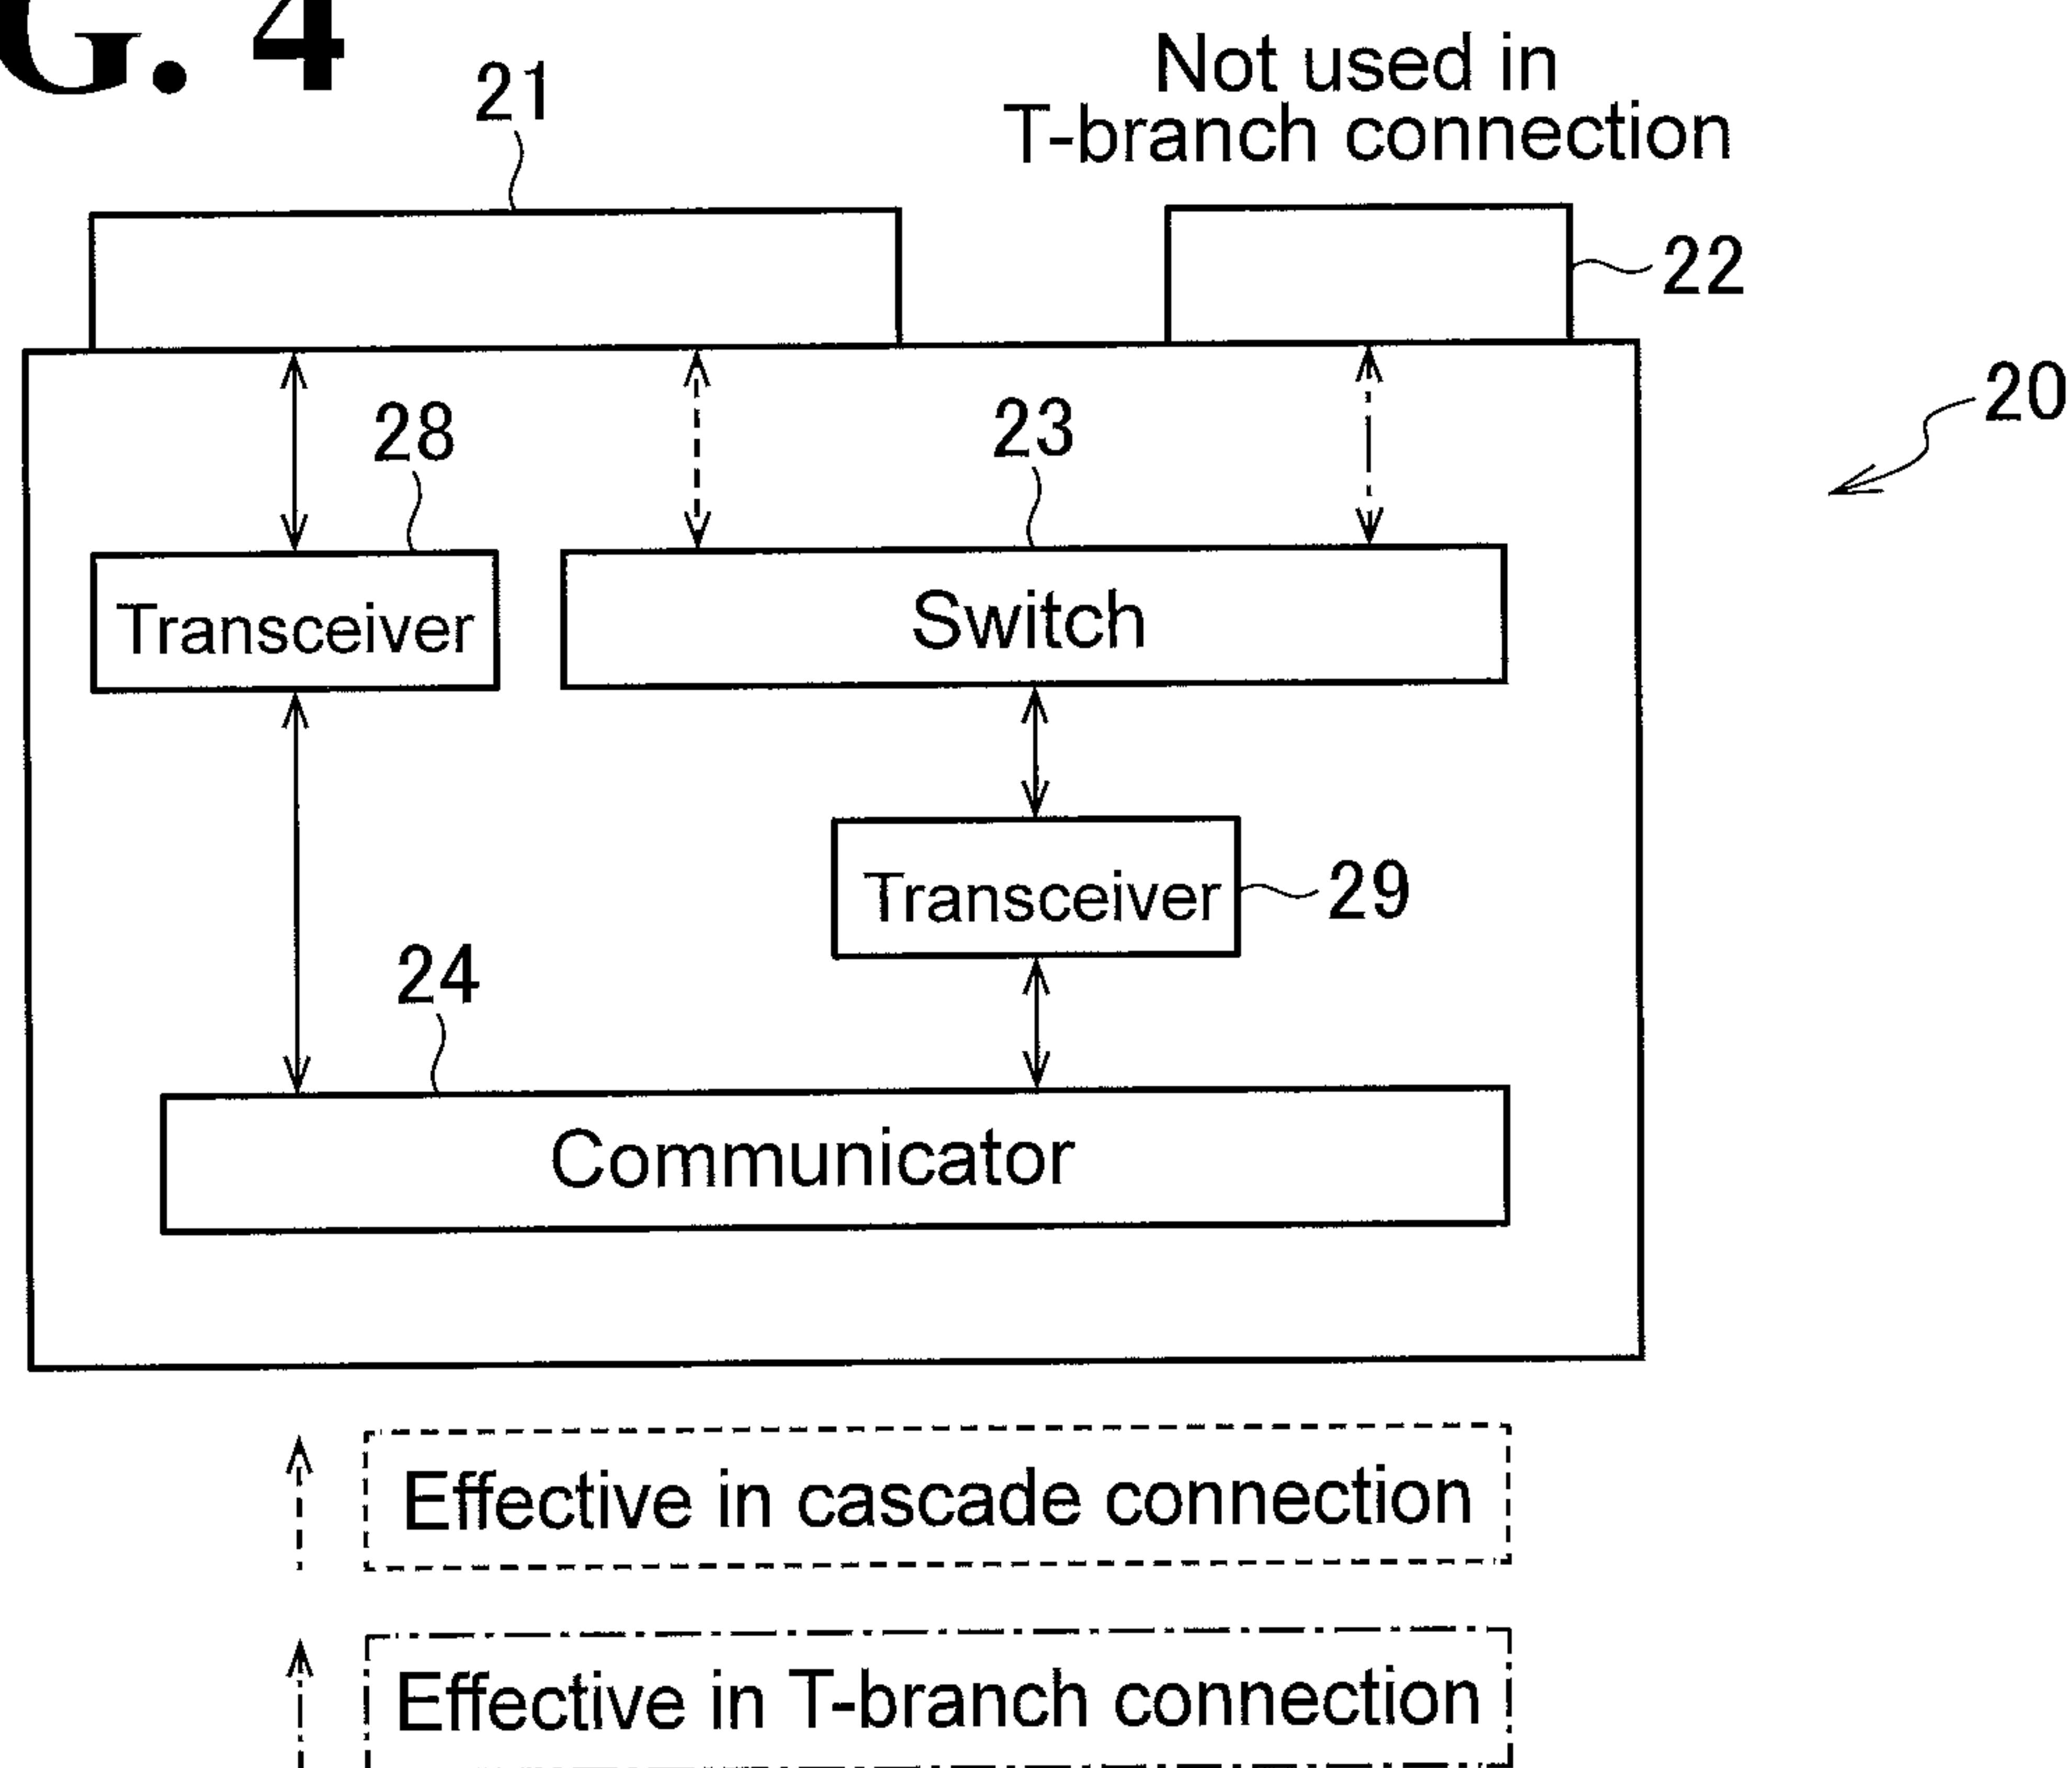 G. 4
21
Not used in
T-branch connection
22
20
28
23
Transceiver
Switch
Transceiver
29
24
Communicator
Effective in cascade connection
Effective in T-branch connection